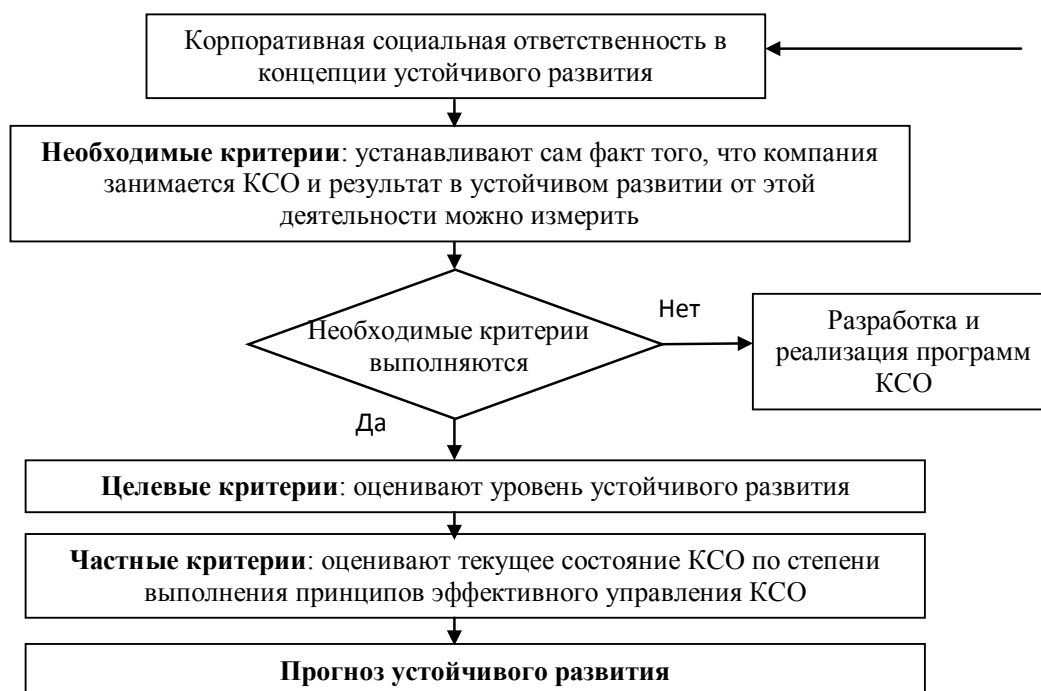 Корпоративная социальная ответственность в
концепции устойчивого развития
Необходимые критерии: устанавливают сам факт того, что компания
занимается КСО и результат в устойчивом развитии от этой
деятельности можно измерить
Необходимые критерии
выполняются
Нет
Разработка и
реализация программ
КСО
Да
Целевые критерии: оценивают уровень устойчивого развития
Частные критерии: оценивают текущее состояние КСО по степени
выполнения принципов эффективного управления КСО
Прогноз устойчивого развития